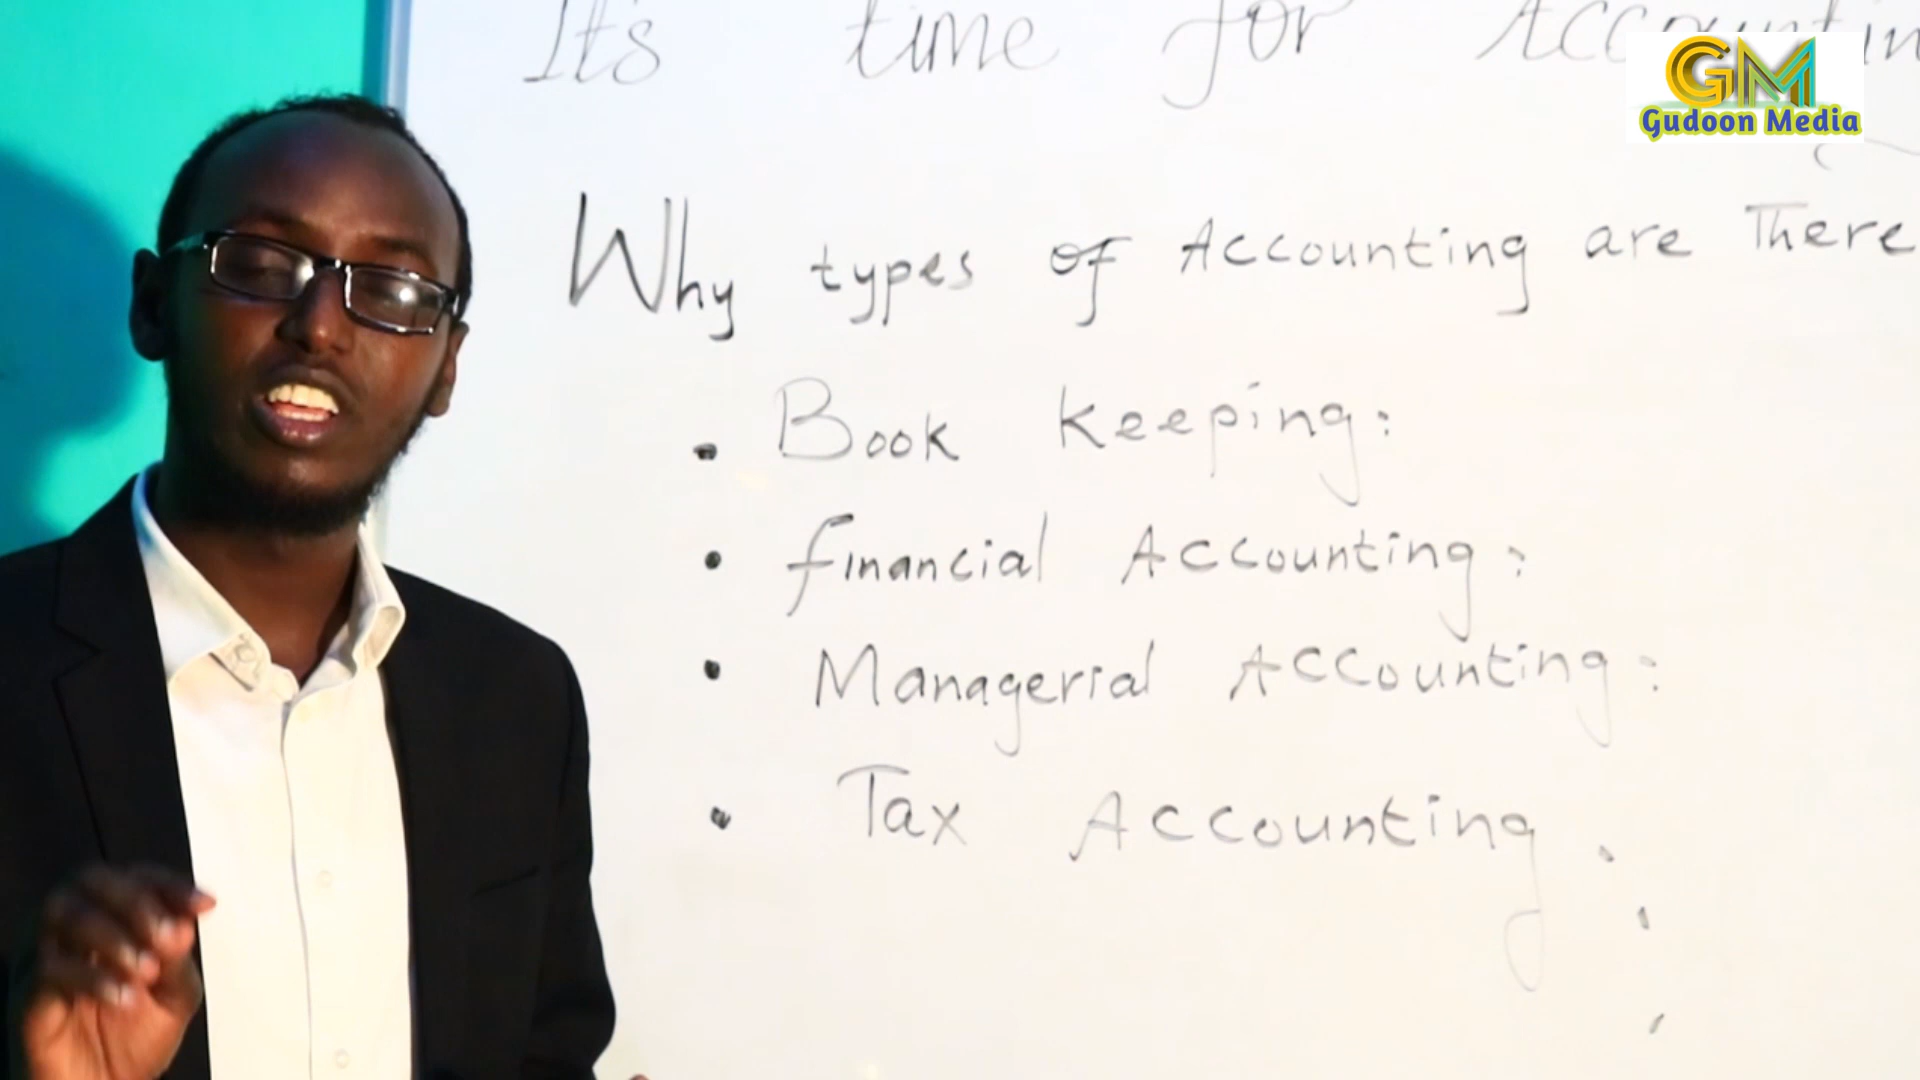 It's time for Accountin
GM
Gudoon Media
Why types of Accounting are There
• Book keeping:
• financial Accounting:
• Managerial Accounting:
• Tax Accounting.